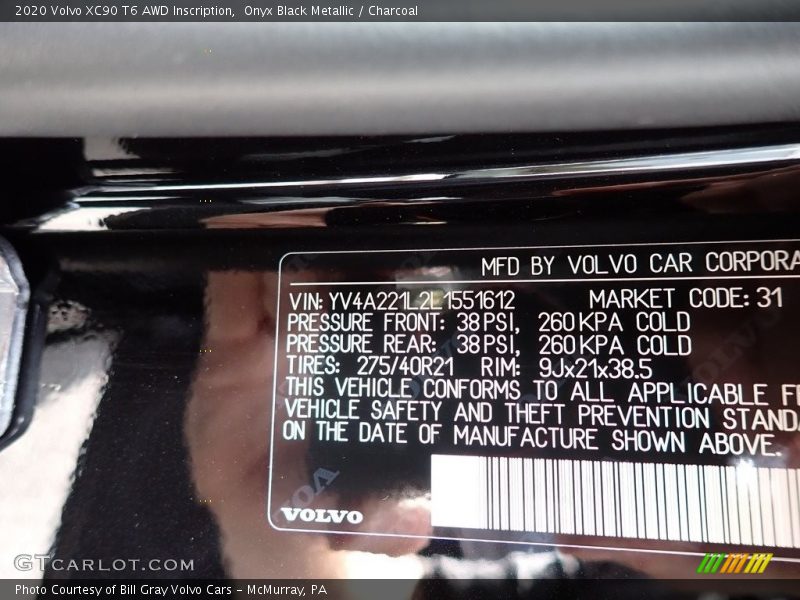 2020 Volvo XC90 T6 AWD Inscription, Onyx Black Metallic / Charcoal
MFD BY VOLVO CAR CORPORA
VIN: YV4A221L2L1551612 MARKET CODE: 31
PRESSURE FRONT: 38 PSI, 260 KPA COLD
PRESSURE REAR: 38 PSI, 260 KPA COLD
TIRES: 275/40R21 RIM: 9Jx21x38.5
THIS VEHICLE CONFORMS TO ALL APPLICABLE FE
VEHICLE SAFETY AND THEFT PREVENTION STANDA
ON THE DATE OF MANUFACTURE SHOWN ABOVE.
VOLVO
GTCARLOT.COM
Photo Courtesy of Bill Gray Volvo Cars - McMurray, PA